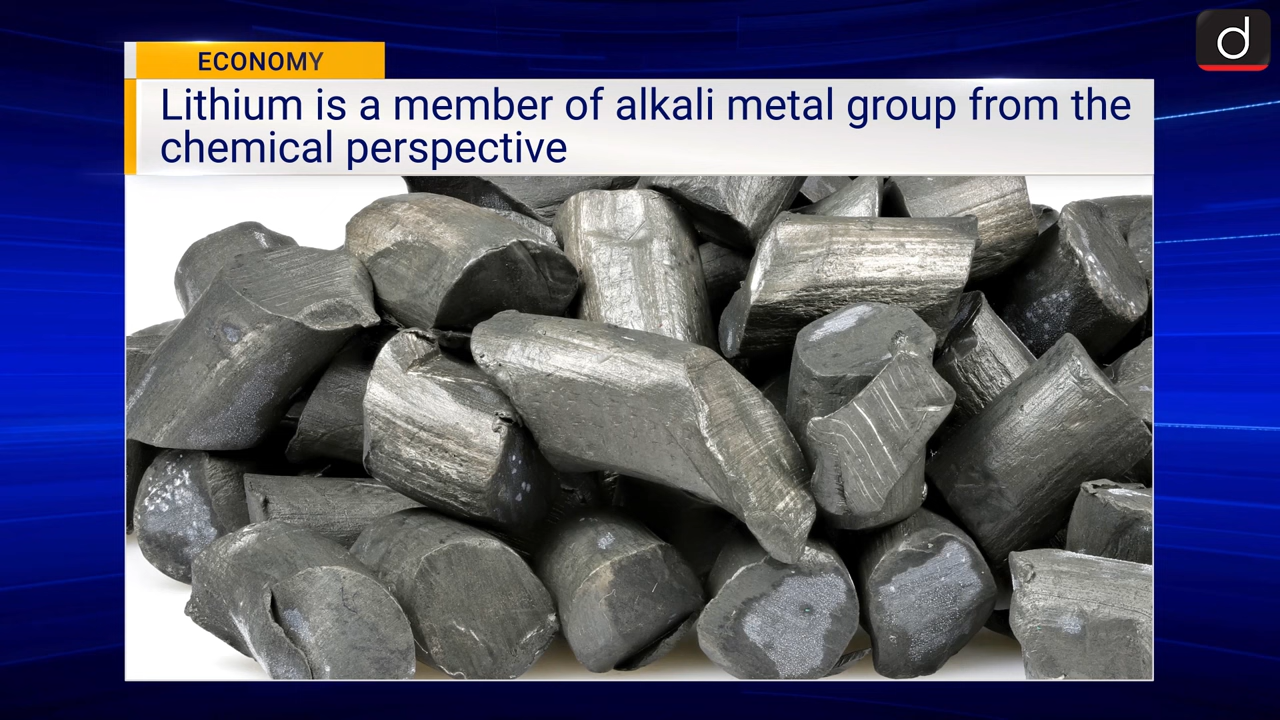 ECONOMY
d
Lithium is a member of alkali metal group from the
chemical perspective